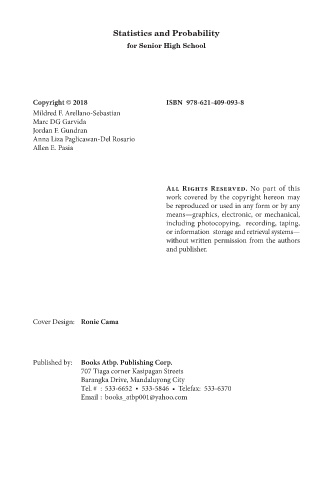 Statistics and Probability
for Senior High School
Copyright © 2018
Mildred F. Arellano-Sebastian
Marc DG Garvida
Jordan F. Gundran
Anna Liza Paglicawan-Del Rosario
Allen E. Pasia
ISBN 978-621-409-093-8
All Rights Reserved. No part of this
work covered by the copyright hereon may
be reproduced or used in any form or by any
means—graphics, electronic, or mechanical,
including photocopying, recording, taping,
or information storage and retrieval systems—
without written permission from the authors
and publisher.
Cover Design: Ronie Cama
Published by: Books Atbp. Publishing Corp.
707 Tiaga corner Kasipagan Streets
Barangka Drive, Mandaluyong City
Tel. # : 533-6652 • 533-5846 • Telefax: 533-6370
Email : books_atbp001@yahoo.com